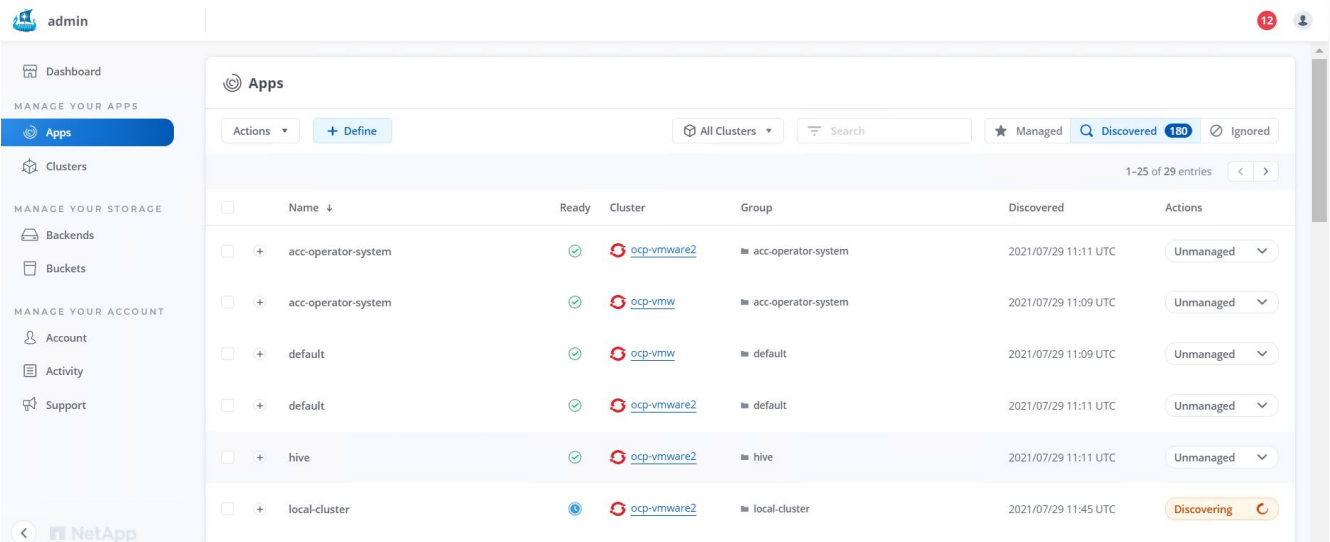 admin
12
Dashboard
MANAGE YOUR APPS
Apps
Clusters
MANAGE YOUR STORAGE
Backends
Buckets
MANAGE YOUR ACCOUNT
Account
Activity
Support
NetApp
Apps
Actions + Define All Clusters Search Managed Discovered 180 Ignored
1–25 of 29 entries
Name Ready Cluster Group Discovered Actions
acc-operator-system ocp-vmware2 acc-operator-system 2021/07/29 11:11 UTC Unmanaged
acc-operator-system ocp-vmw acc-operator-system 2021/07/29 11:09 UTC Unmanaged
default ocp-vmw default 2021/07/29 11:09 UTC Unmanaged
default ocp-vmware2 default 2021/07/29 11:11 UTC Unmanaged
hive ocp-vmware2 hive 2021/07/29 11:11 UTC Unmanaged
local-cluster ocp-vmware2 local-cluster 2021/07/29 11:45 UTC Discovering